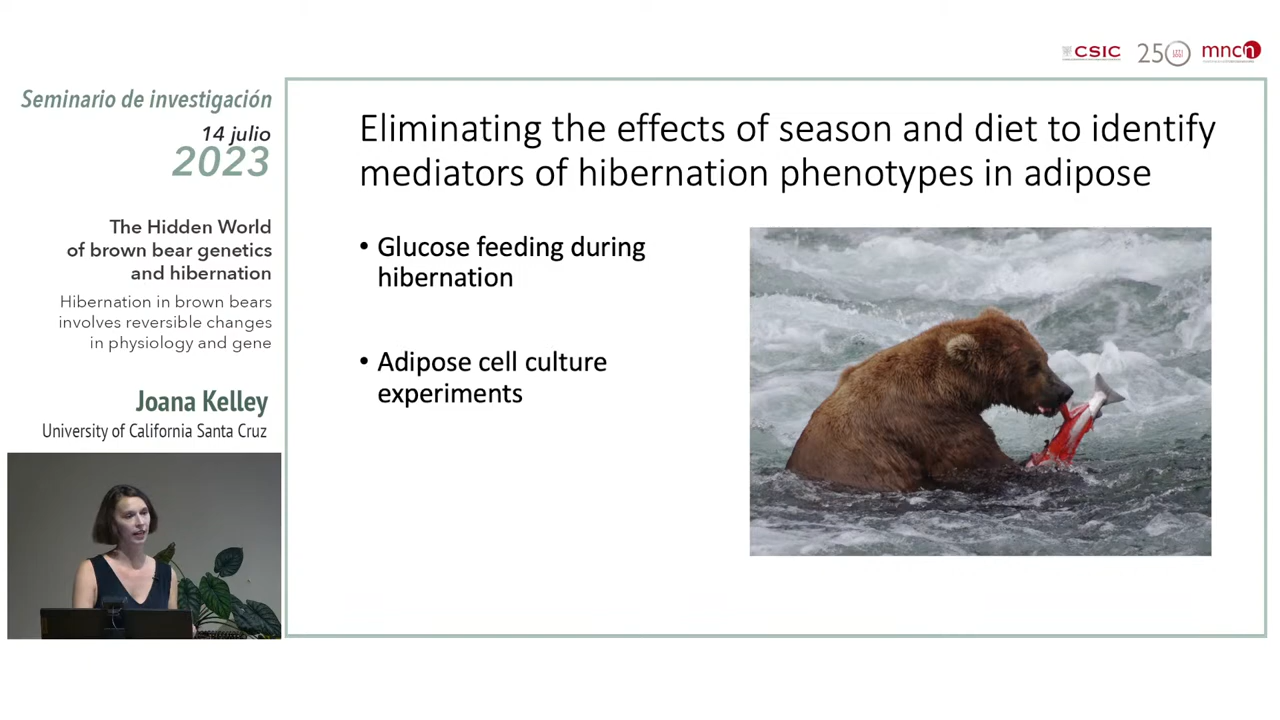 CSIC
250
mncn
Seminario de investigación
14 julio
2023
The Hidden World
of brown bear genetics
and hibernation
Hibernation in brown bears
involves reversible changes
in physiology and gene
Joana Kelley
University of California Santa Cruz
Eliminating the effects of season and diet to identify
mediators of hibernation phenotypes in adipose
• Glucose feeding during
hibernation
• Adipose cell culture
experiments